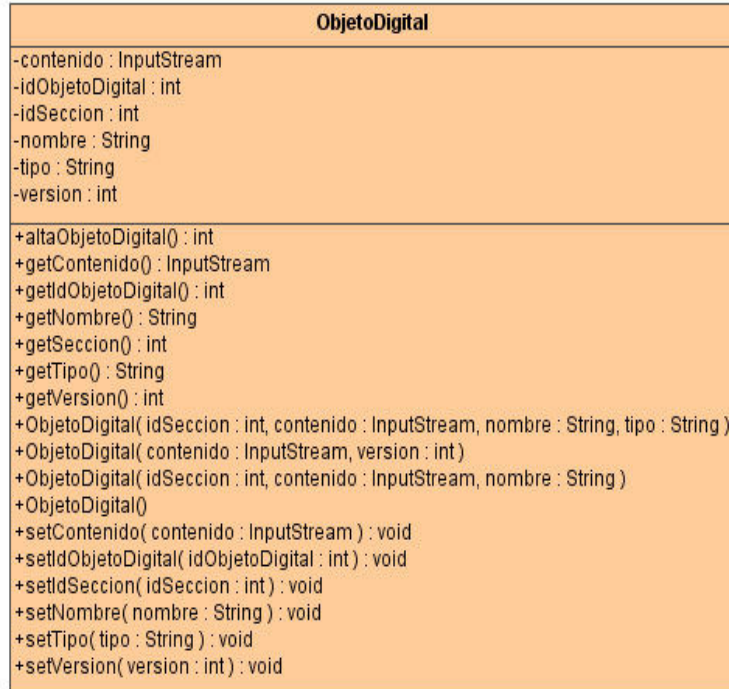 ObjetoDigital
-contenido : InputStream
-idObjetoDigital : int
-idSeccion : int
-nombre : String
-tipo : String
-version : int
+altaObjetoDigital() : int
+getContenido() : InputStream
+getIdObjetoDigital() : int
+getNombre() : String
+getSeccion() : int
+getTipo() : String
+getVersion() : int
+ObjetoDigital( idSeccion : int, contenido : InputStream, nombre : String, tipo : String )
+ObjetoDigital( contenido : InputStream, version : int )
+ObjetoDigital( idSeccion : int, contenido : InputStream, nombre : String )
+ObjetoDigital()
+setContenido( contenido : InputStream ) : void
+setIdObjetoDigital( idObjetoDigital : int ) : void
+setIdSeccion( idSeccion : int ) : void
+setNombre( nombre : String ) : void
+setTipo( tipo : String ) : void
+setVersion( version : int ) : void